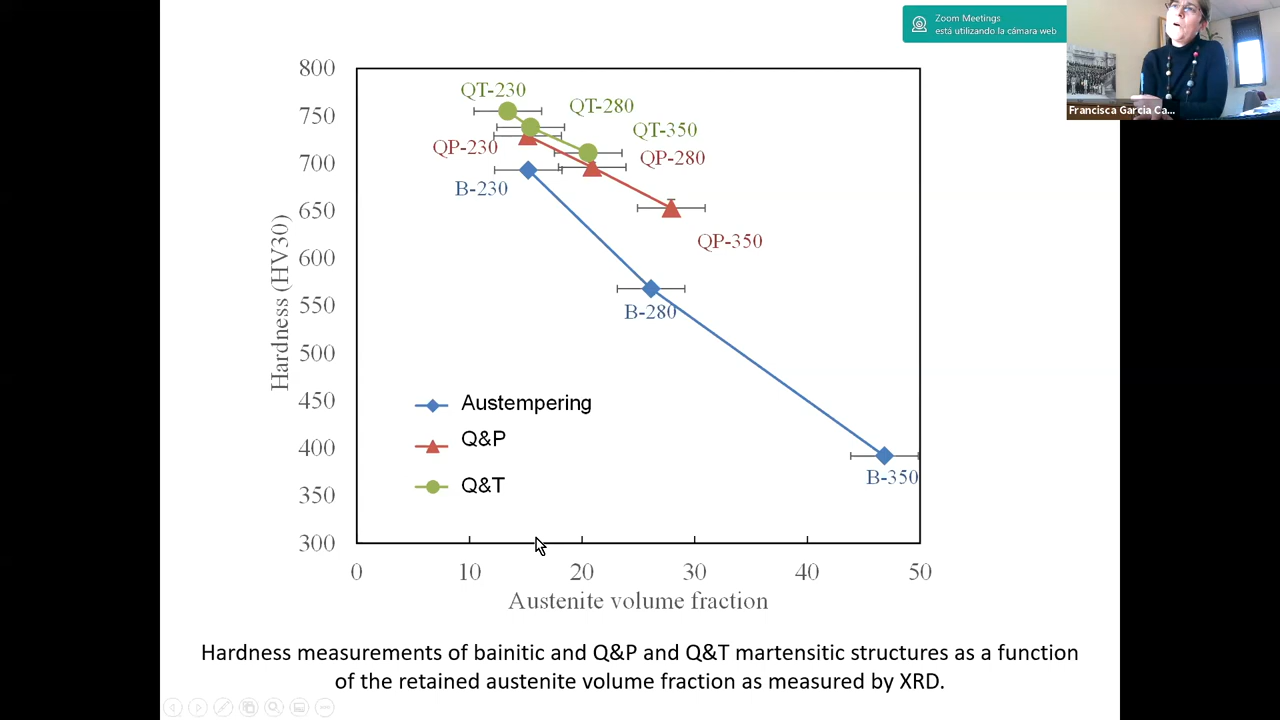 Zoom Meetings
está utilizando la cámara web
Francisca Garcia Ca...
800
750
700
650
600
550
500
450
400
350
300
Hardness (HV30)
QT-230
QT-280
QT-350
QP-230
QP-280
B-230
QP-350
B-280
B-350
Austempering
Q&P
Q&T
0 10 20 30 40 50
Austenite volume fraction
Hardness measurements of bainitic and Q&P and Q&T martensitic structures as a function
of the retained austenite volume fraction as measured by XRD.